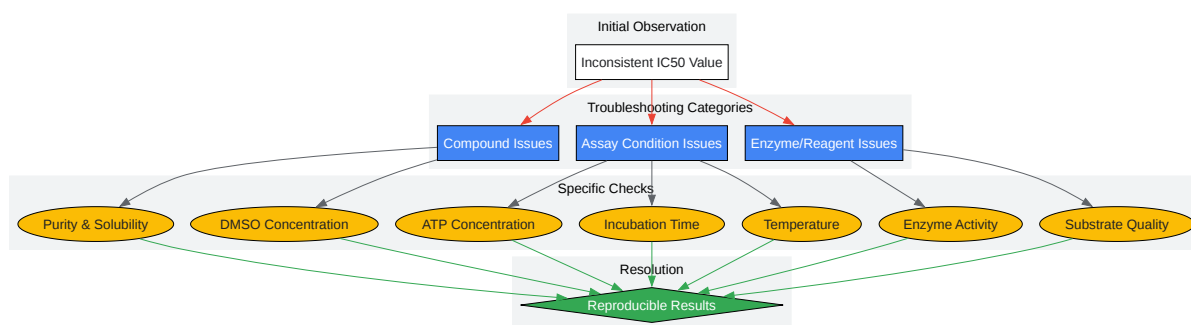 Initial Observation
Inconsistent IC50 Value
Troubleshooting Categories
Compound Issues
Assay Condition Issues
Enzyme/Reagent Issues
Specific Checks
Purity & Solubility
DMSO Concentration
ATP Concentration
Incubation Time
Temperature
Enzyme Activity
Substrate Quality
Resolution
Reproducible Results